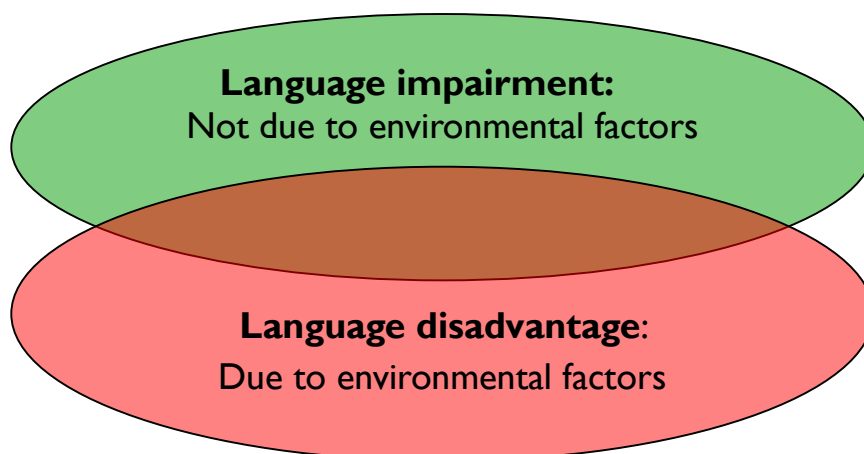 Language impairment:
Not due to environmental factors
Language disadvantage:
Due to environmental factors